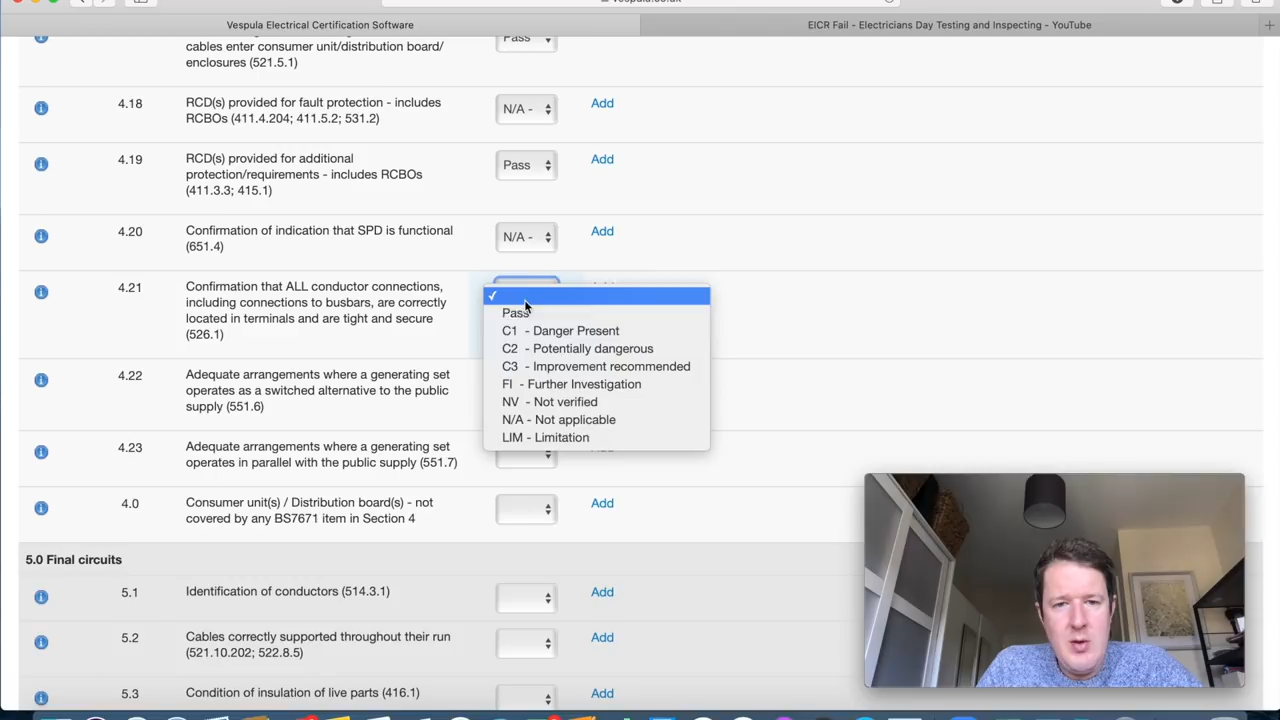 Vespula Electrical Certification Software
EICR Fail - Electricians Day Testing and Inspecting - YouTube
cables enter consumer unit/distribution board/
enclosures (521.5.1)
Pass
4.18
RCD(s) provided for fault protection - includes
RCBOs (411.4.204; 411.5.2; 531.2)
N/A -
Add
4.19
RCD(s) provided for additional
protection/requirements - includes RCBOs
(411.3.3; 415.1)
Pass
Add
4.20
Confirmation of indication that SPD is functional
(651.4)
N/A -
Add
4.21
Confirmation that ALL conductor connections,
including connections to busbars, are correctly
located in terminals and are tight and secure
(526.1)
✓
Pass
C1 - Danger Present
C2 - Potentially dangerous
C3 - Improvement recommended
FI - Further Investigation
NV - Not verified
N/A - Not applicable
LIM - Limitation
4.22
Adequate arrangements where a generating set
operates as a switched alternative to the public
supply (551.6)
4.23
Adequate arrangements where a generating set
operates in parallel with the public supply (551.7)
4.0
Consumer unit(s) / Distribution board(s) - not
covered by any BS7671 item in Section 4
Add
5.0 Final circuits
5.1
Identification of conductors (514.3.1)
Add
5.2
Cables correctly supported throughout their run
(521.10.202; 522.8.5)
Add
5.3
Condition of insulation of live parts (416.1)
Add